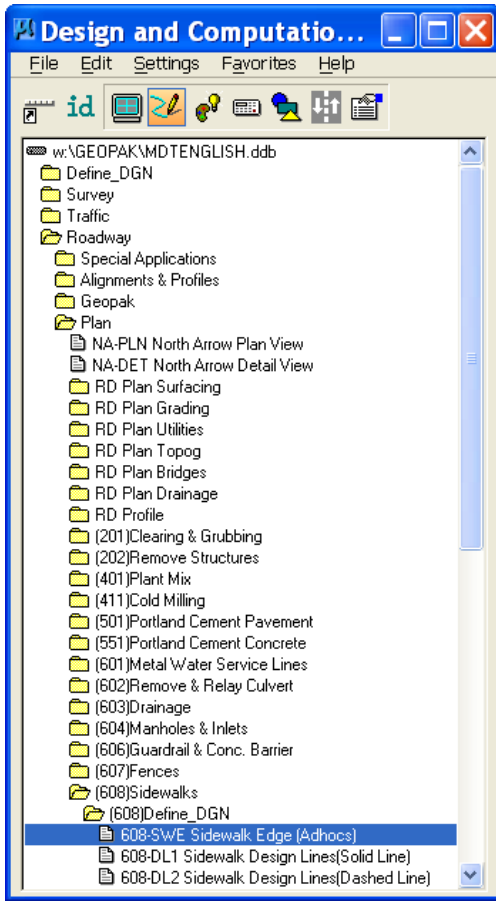 Design and Computatio...
File Edit Settings Favorites Help
id
w:\GEOPAK\MDTENGLISH.ddb
Define_DGN
Survey
Traffic
Roadway
Special Applications
Alignments & Profiles
Geopak
Plan
NA-PLN North Arrow Plan View
NA-DET North Arrow Detail View
RD Plan Surfacing
RD Plan Grading
RD Plan Utilities
RD Plan Topog
RD Plan Bridges
RD Plan Drainage
RD Profile
(201)Clearing & Grubbing
(202)Remove Structures
(401)Plant Mix
(411)Cold Milling
(501)Portland Cement Pavement
(551)Portland Cement Concrete
(601)Metal Water Service Lines
(602)Remove & Relay Culvert
(603)Drainage
(604)Manholes & Inlets
(606)Guardrail & Conc. Barrier
(607)Fences
(608)Sidewalks
(608)Define_DGN
608-SWE Sidewalk Edge (Adhocs)
608-DL1 Sidewalk Design Lines(Solid Line)
608-DL2 Sidewalk Design Lines(Dashed Line)